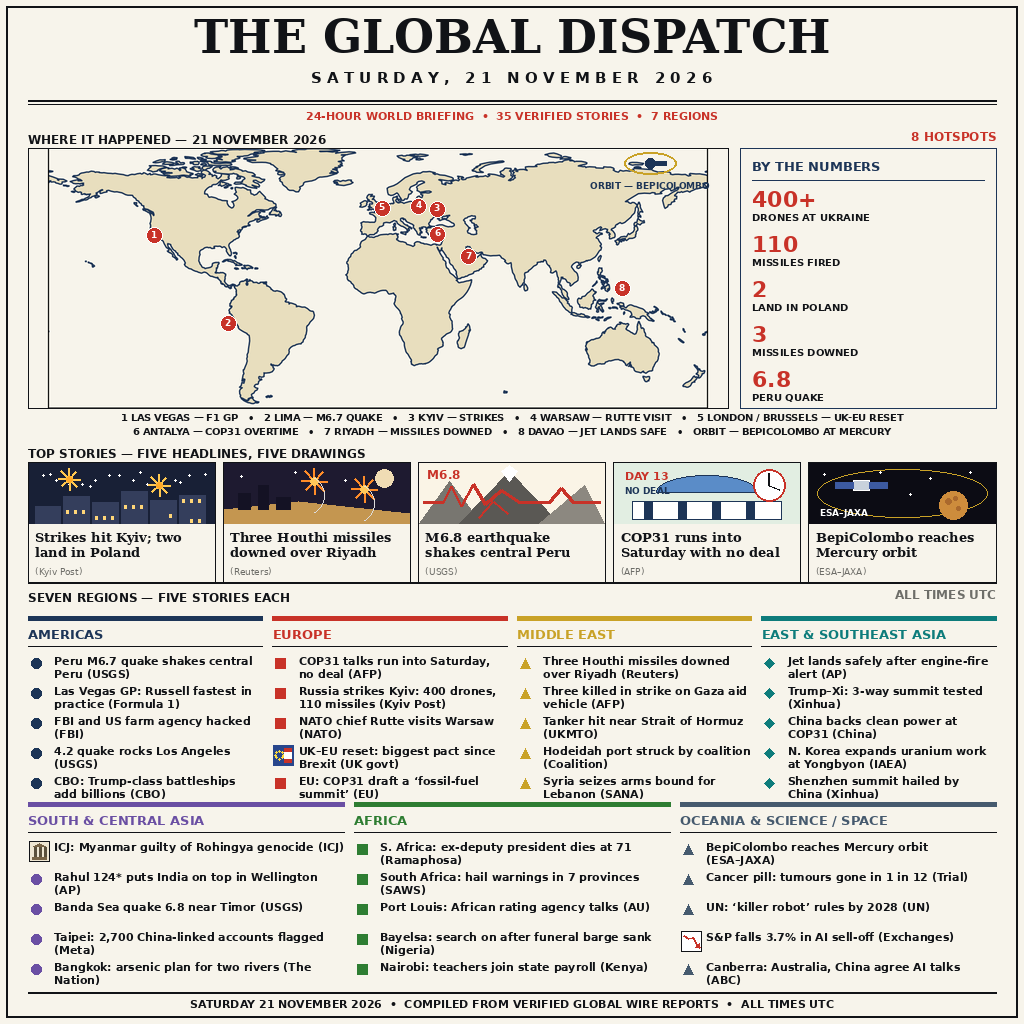 THE GLOBAL DISPATCH
SATURDAY, 21 NOVEMBER 2026
24-HOUR WORLD BRIEFING • 35 VERIFIED STORIES • 7 REGIONS
WHERE IT HAPPENED — 21 NOVEMBER 2026
8 HOTSPOTS
ORBIT — BEPICOLOMBO
1
2
3
4
5
6
7
8
BY THE NUMBERS
400+
DRONES AT UKRAINE
110
MISSILES FIRED
2
LAND IN POLAND
3
MISSILES DOWNED
6.8
PERU QUAKE
1 LAS VEGAS — F1 GP • 2 LIMA — M6.7 QUAKE • 3 KYIV — STRIKES • 4 WARSAW — RUTTE VISIT • 5 LONDON / BRUSSELS — UK-EU RESET
6 ANTALYA — COP31 OVERTIME • 7 RIYADH — MISSILES DOWNED • 8 DAVAO — JET LANDS SAFE • ORBIT — BEPICOLOMBO AT MERCURY
TOP STORIES — FIVE HEADLINES, FIVE DRAWINGS
Strikes hit Kyiv; two
land in Poland
(Kyiv Post)
Three Houthi missiles
downed over Riyadh
(Reuters)
M6.8
M6.8 earthquake
shakes central Peru
(USGS)
DAY 13
NO DEAL
COP31 runs into
Saturday with no deal
(AFP)
ESA–JAXA
BepiColombo reaches
Mercury orbit
(ESA–JAXA)
SEVEN REGIONS — FIVE STORIES EACH
ALL TIMES UTC
AMERICAS
Peru M6.7 quake shakes central
Peru (USGS)
Las Vegas GP: Russell fastest in
practice (Formula 1)
FBI and US farm agency hacked
(FBI)
4.2 quake rocks Los Angeles
(USGS)
CBO: Trump-class battleships
add billions (CBO)
EUROPE
COP31 talks run into Saturday,
no deal (AFP)
Russia strikes Kyiv: 400 drones,
110 missiles (Kyiv Post)
NATO chief Rutte visits Warsaw
(NATO)
UK–EU reset: biggest pact since
Brexit (UK govt)
EU: COP31 draft a ‘fossil-fuel
summit’ (EU)
MIDDLE EAST
Three Houthi missiles downed
over Riyadh (Reuters)
Three killed in strike on Gaza aid
vehicle (AFP)
Tanker hit near Strait of Hormuz
(UKMTO)
Hodeidah port struck by coalition
(Coalition)
Syria seizes arms bound for
Lebanon (SANA)
EAST & SOUTHEAST ASIA
Jet lands safely after engine-fire
alert (AP)
Trump-Xi: 3-way summit tested
(Xinhua)
China backs clean power at
COP31 (China)
N. Korea expands uranium work
at Yongbyon (IAEA)
Shenzhen summit hailed by
China (Xinhua)
SOUTH & CENTRAL ASIA
ICJ: Myanmar guilty of Rohingya genocide (ICJ)
Rahul 124* puts India on top in Wellington
(AP)
Banda Sea quake 6.8 near Timor (USGS)
Taipei: 2,700 China-linked accounts flagged
(Meta)
Bangkok: arsenic plan for two rivers (The
Nation)
AFRICA
S. Africa: ex-deputy president dies at 71
(Ramaphosa)
South Africa: hail warnings in 7 provinces
(SAWS)
Port Louis: African rating agency talks (AU)
Bayelsa: search on after funeral barge sank
(Nigeria)
Nairobi: teachers join state payroll (Kenya)
OCEANIA & SCIENCE / SPACE
BepiColombo reaches Mercury orbit
(ESA–JAXA)
Cancer pill: tumours gone in 1 in 12 (Trial)
UN: ‘killer robot’ rules by 2028 (UN)
S&P falls 3.7% in AI sell-off (Exchanges)
Canberra: Australia, China agree AI talks
(ABC)
SATURDAY 21 NOVEMBER 2026 • COMPILED FROM VERIFIED GLOBAL WIRE REPORTS • ALL TIMES UTC